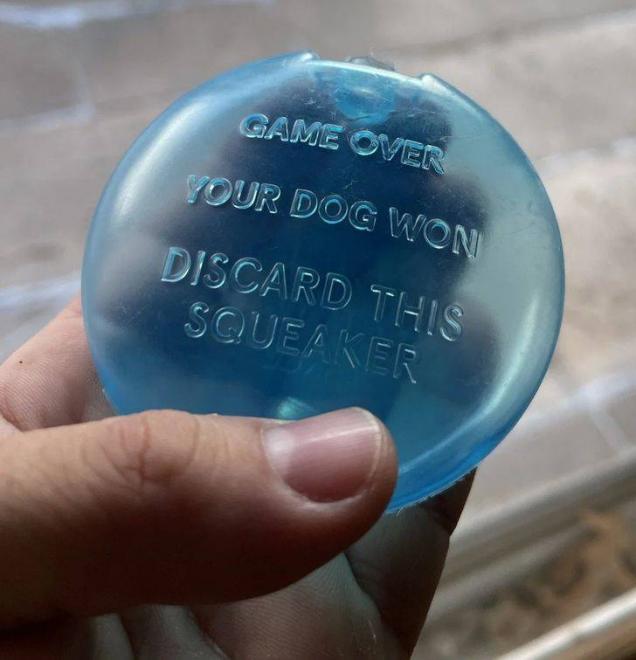 GAME OVER
YOUR DOG WON
DISCARD THIS
SQUEAKER